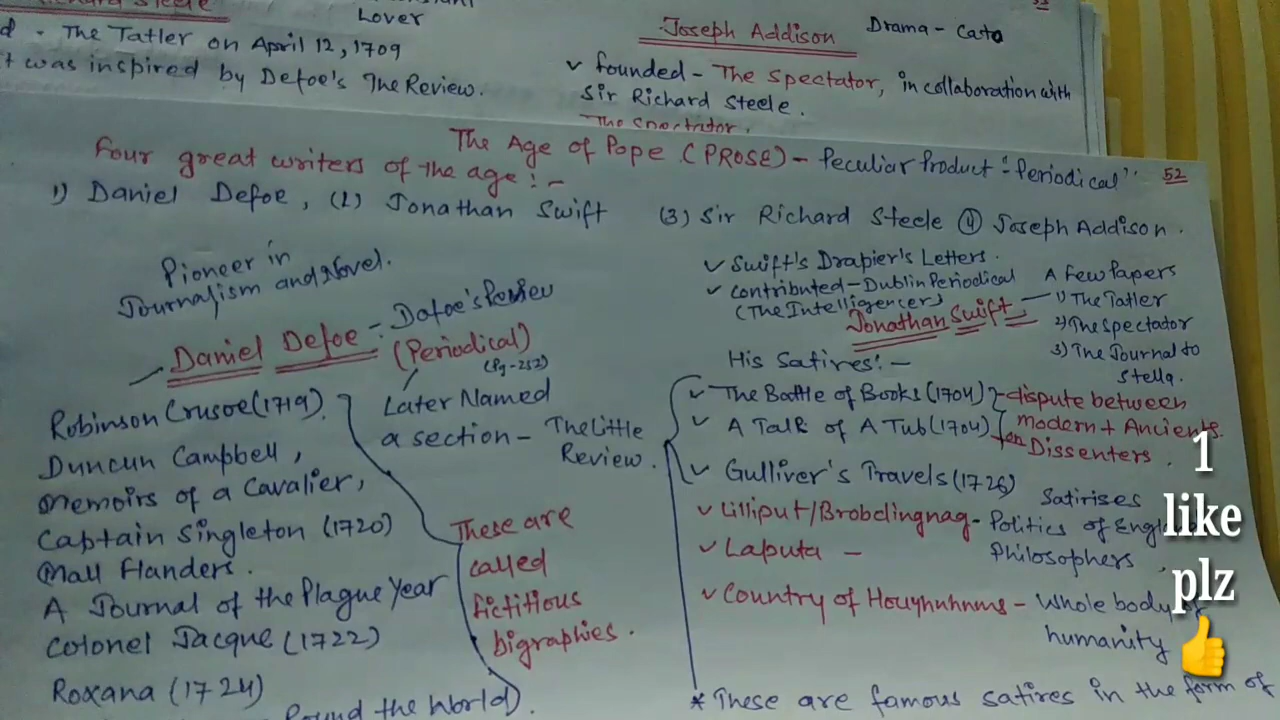 Lover
d - The Tatler on April 12, 1709
t was inspired by Defoe's The Review.
Joseph Addison Drama - Cato
✓ founded - The Spectator, in collaboration with
Sir Richard Steele.
The Spectator.
The Age of Pope (PROSE) - Peculiar Product - "Periodical" 52
Four great writers of the age :-
1) Daniel Defoe, (2) Jonathan Swift (3) Sir Richard Steele (4) Joseph Addison.
Pioneer in
Journalism and Novel.
Daniel Defoe - Defoe's Review
(Periodical)
(Pg-252)
Later Named
a section - The Little
Review.
Robinson Crusoe (1719)
Duncun Campbell,
Memoirs of a Cavalier,
Captain Singleton (1720)
Moll Flanders.
A Journal of the Plague Year
Colonel Jacque (1722)
Roxana (1724)
Round the World).
These are
called
fictitious
bigraphies.
✓ Swift's Drapier's Letters.
✓ Contributed - Dublin Periodical
(The Intelligencer)
Jonathan Swift
A Few Papers
1) The Tatler
2) The Spectator
3) The Journal to
Stella.
His Satires! -
✓ The Battle of Books (1704) - dispute between
Modern + Ancients.
✓ A Tale of A Tub (1704) for Dissenters.
✓ Gulliver's Travels (1726)
✓ Lilliput/Brobdingnag - Satirises
Politics of England
✓ Laputa - Philosophers.
✓ Country of Houynhnhnms - Whole body of
humanity
* These are famous satires in the form of
1
like
plz
👍